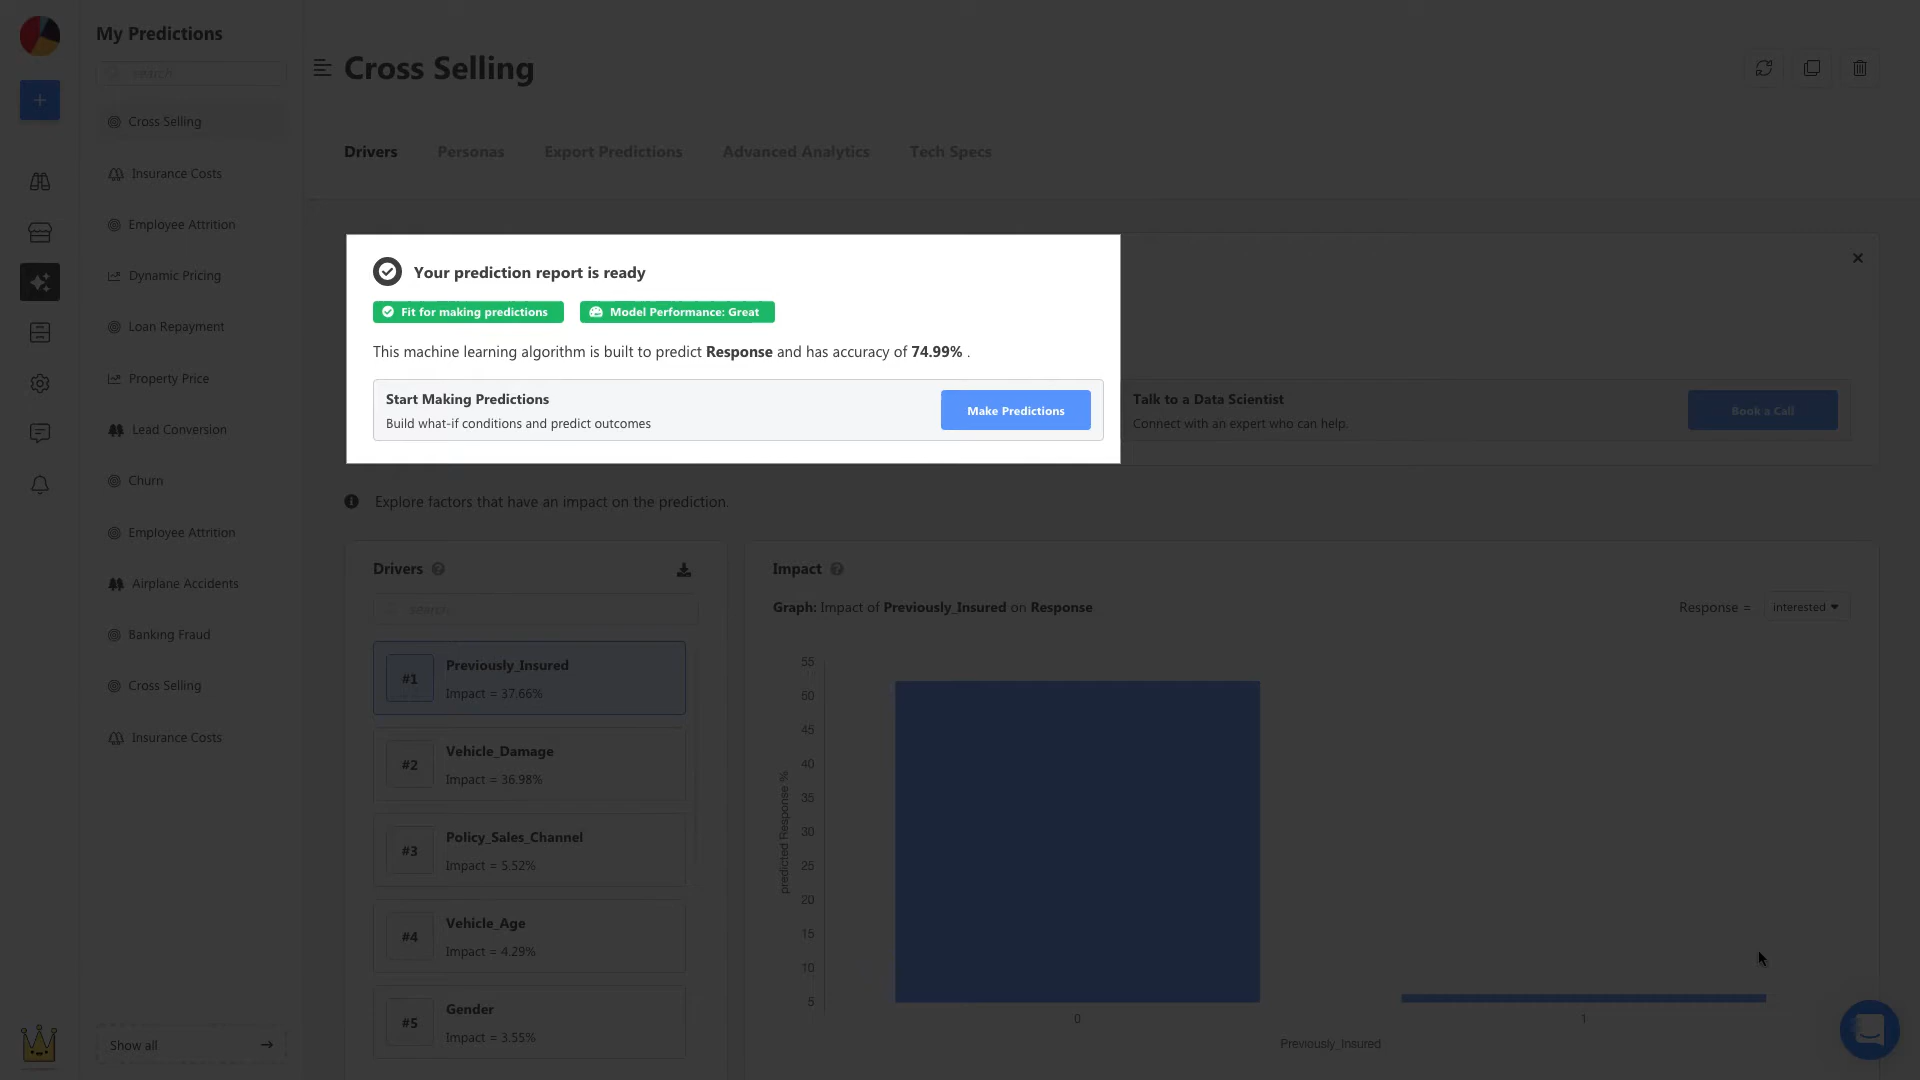 My Predictions
search
Cross Selling
Insurance Costs
Employee Attrition
Dynamic Pricing
Loan Repayment
Property Price
Lead Conversion
Churn
Employee Attrition
Airplane Accidents
Banking Fraud
Cross Selling
Insurance Costs
Show all
Cross Selling
Drivers
Personas
Export Predictions
Advanced Analytics
Tech Specs
Your prediction report is ready
Fit for making predictions
Model Performance: Great
This machine learning algorithm is built to predict Response and has accuracy of 74.99% .
Start Making Predictions
Build what-if conditions and predict outcomes
Make Predictions
Talk to a Data Scientist
Connect with an expert who can help.
Book a Call
Explore factors that have an impact on the prediction.
Drivers
search
#1
Previously_Insured
Impact = 37.66%
#2
Vehicle_Damage
Impact = 36.98%
#3
Policy_Sales_Channel
Impact = 5.52%
#4
Vehicle_Age
Impact = 4.29%
#5
Gender
Impact = 3.55%
Impact
Graph: Impact of Previously_Insured on Response
Response =
interested
predicted Response %
55
50
45
40
35
30
25
20
15
10
5
0
1
Previously_Insured